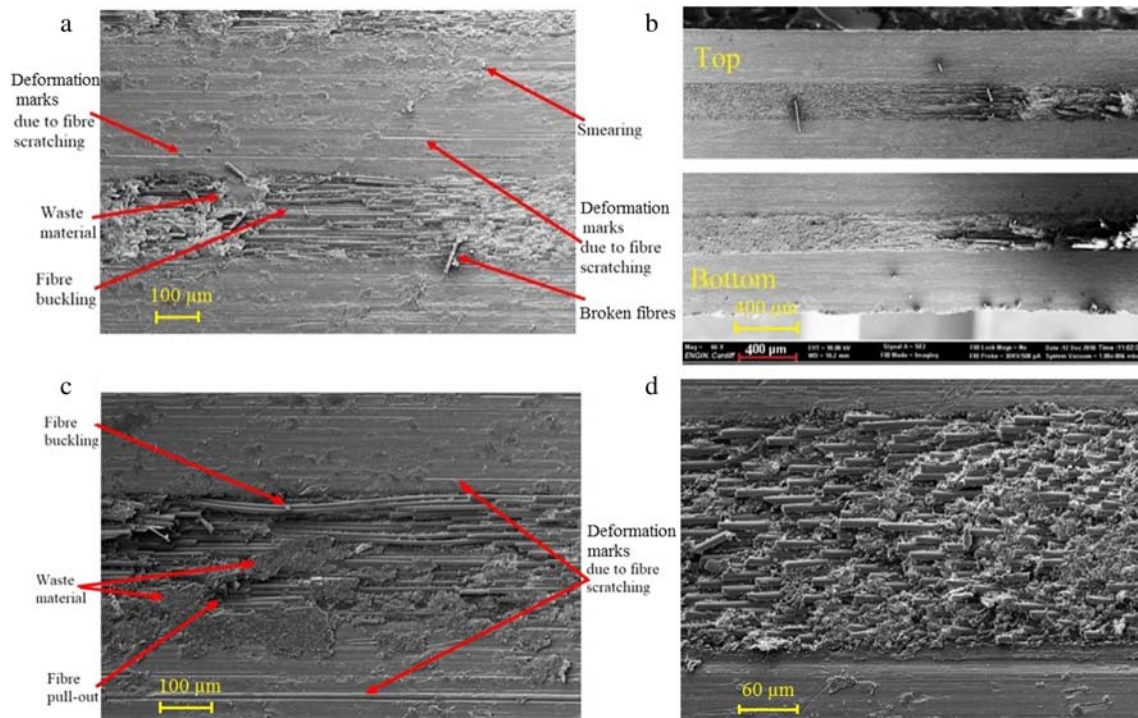 a
Deformation
marks
due to fibre
scratching
Waste
material
Fibre
buckling
100 µm
Smearing
Deformation
marks
due to fibre
scratching
Broken fibres
b
Top
Bottom
400 µm
400 µm
ENGIN, Cardiff
c
Fibre
buckling
Waste
material
Fibre
pull-out
100 µm
Deformation
marks
due to fibre
scratching
d
60 µm